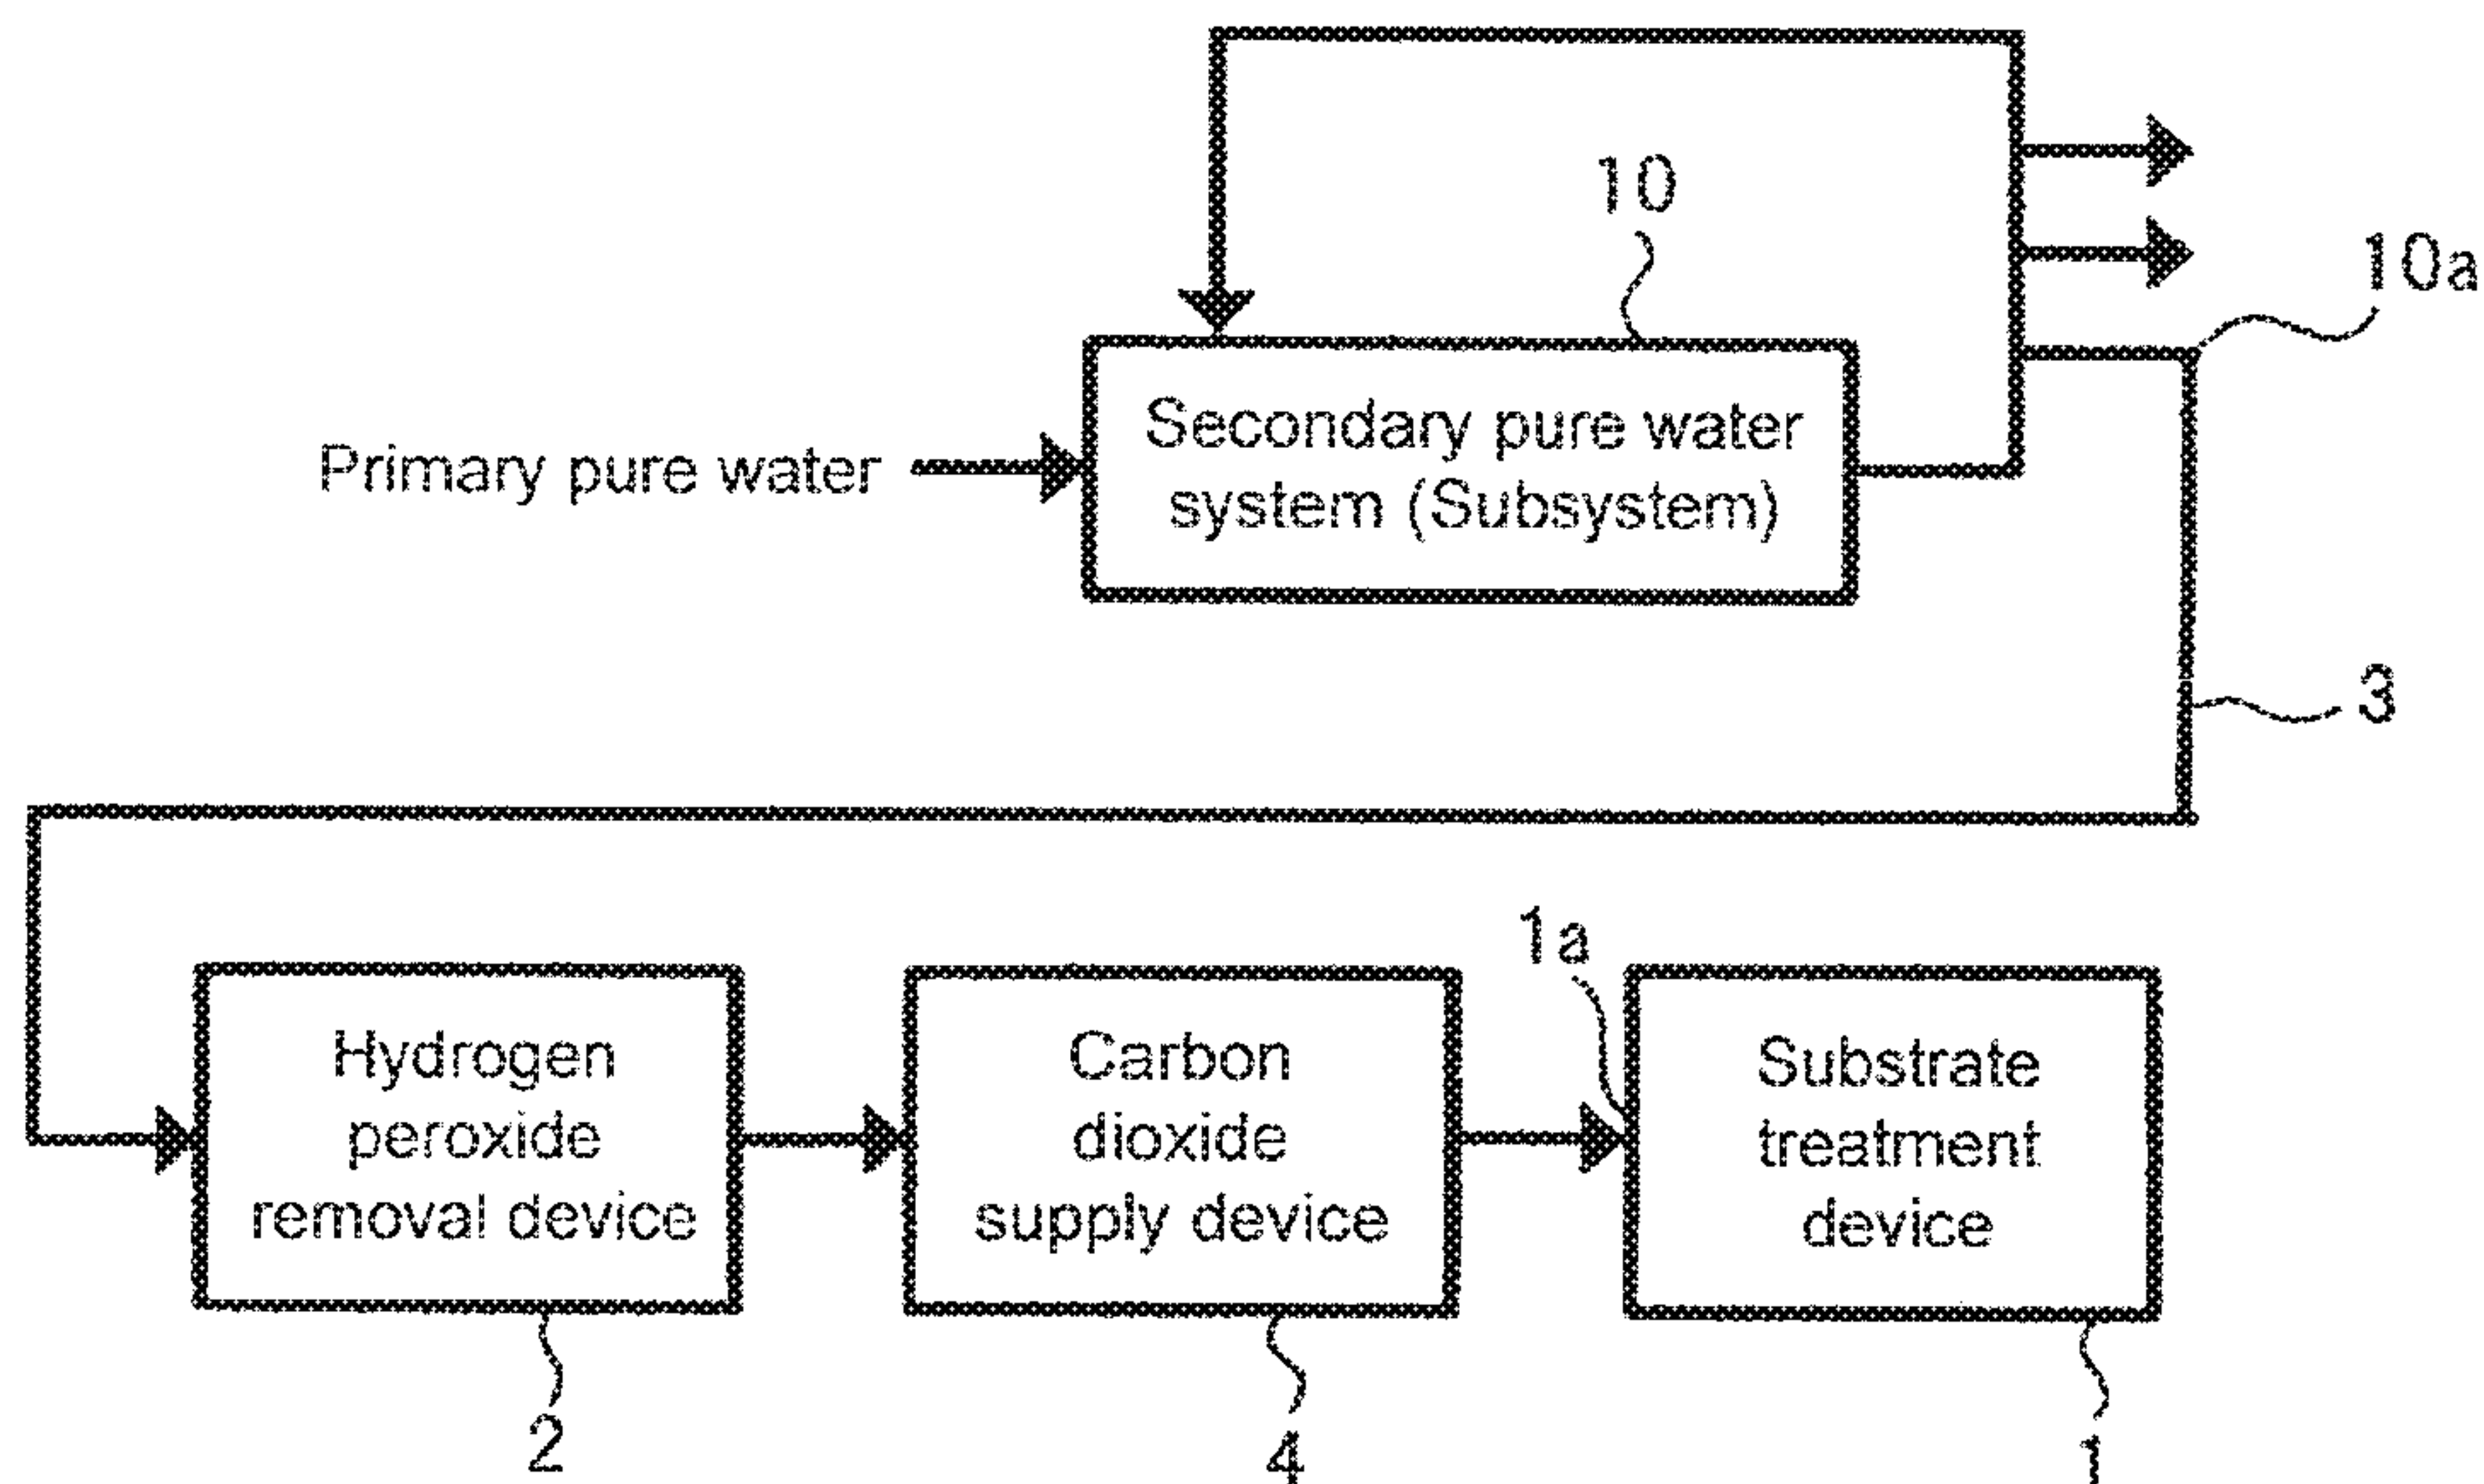 10
10a
Primary pure water
Secondary pure water
system (Subsystem)
3
1a
Hydrogen
peroxide
removal device
Carbon
dioxide
supply device
Substrate
treatment
device
2
4
1